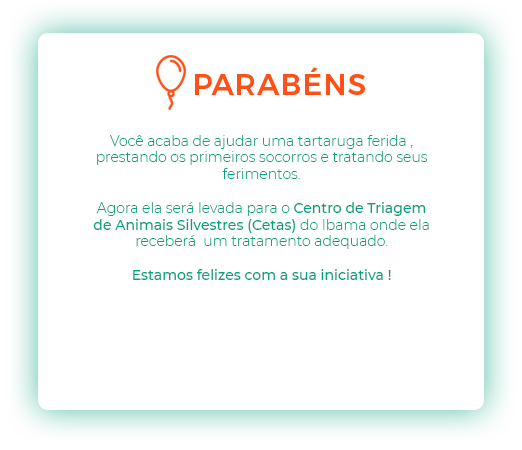 PARABÉNS
Você acaba de ajudar uma tartaruga ferida ,
prestando os primeiros socorros e tratando seus
ferimentos.
Agora ela será levada para o Centro de Triagem
de Animais Silvestres (Cetas) do Ibama onde ela
receberá  um tratamento adequado.
Estamos felizes com a sua iniciativa !